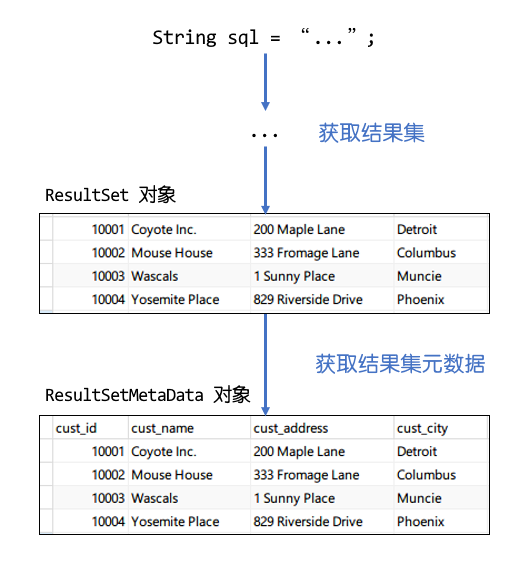 String sql = “...”;
... 获取结果集
ResultSet 对象
10001 Coyote Inc. 200 Maple Lane Detroit
10002 Mouse House 333 Fromage Lane Columbus
10003 Wascals 1 Sunny Place Muncie
10004 Yosemite Place 829 Riverside Drive Phoenix
获取结果集元数据
ResultSetMetaData 对象
cust_id cust_name cust_address cust_city
10001 Coyote Inc. 200 Maple Lane Detroit
10002 Mouse House 333 Fromage Lane Columbus
10003 Wascals 1 Sunny Place Muncie
10004 Yosemite Place 829 Riverside Drive Phoenix